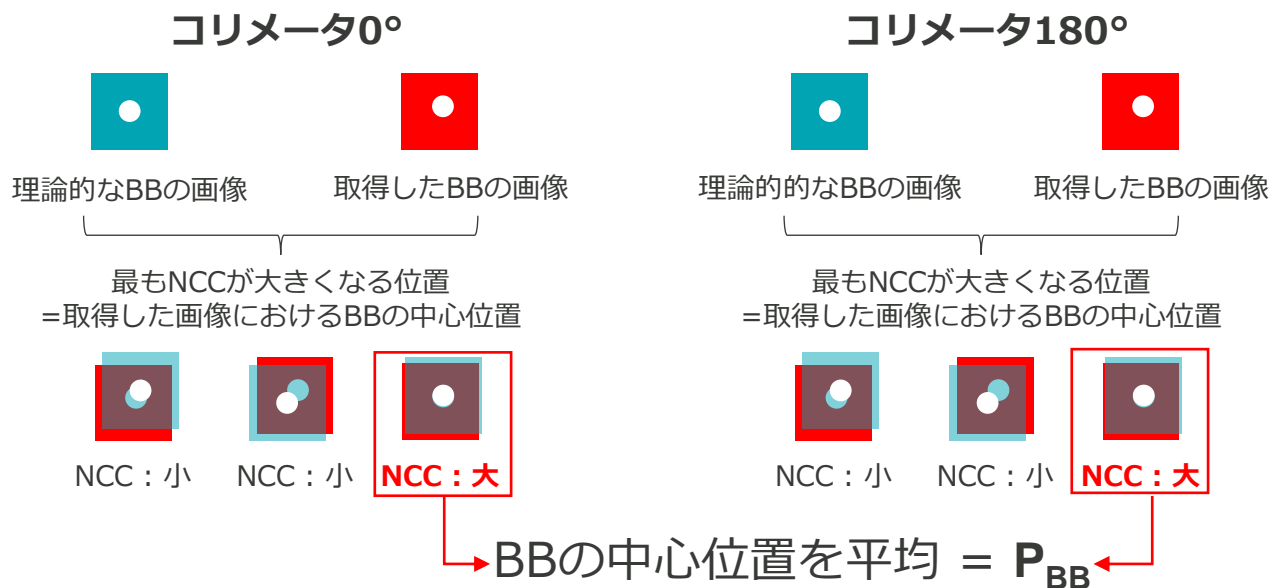 コリメータ0°
理論的なBBの画像
取得したBBの画像
最もNCCが大きくなる位置
=取得した画像におけるBBの中心位置
NCC：小
NCC：小
NCC：大
コリメータ180°
理論的的なBBの画像
取得したBBの画像
最もNCCが大きくなる位置
=取得した画像におけるBBの中心位置
NCC：小
NCC：小
NCC：大
BBの中心位置を平均 = PBB